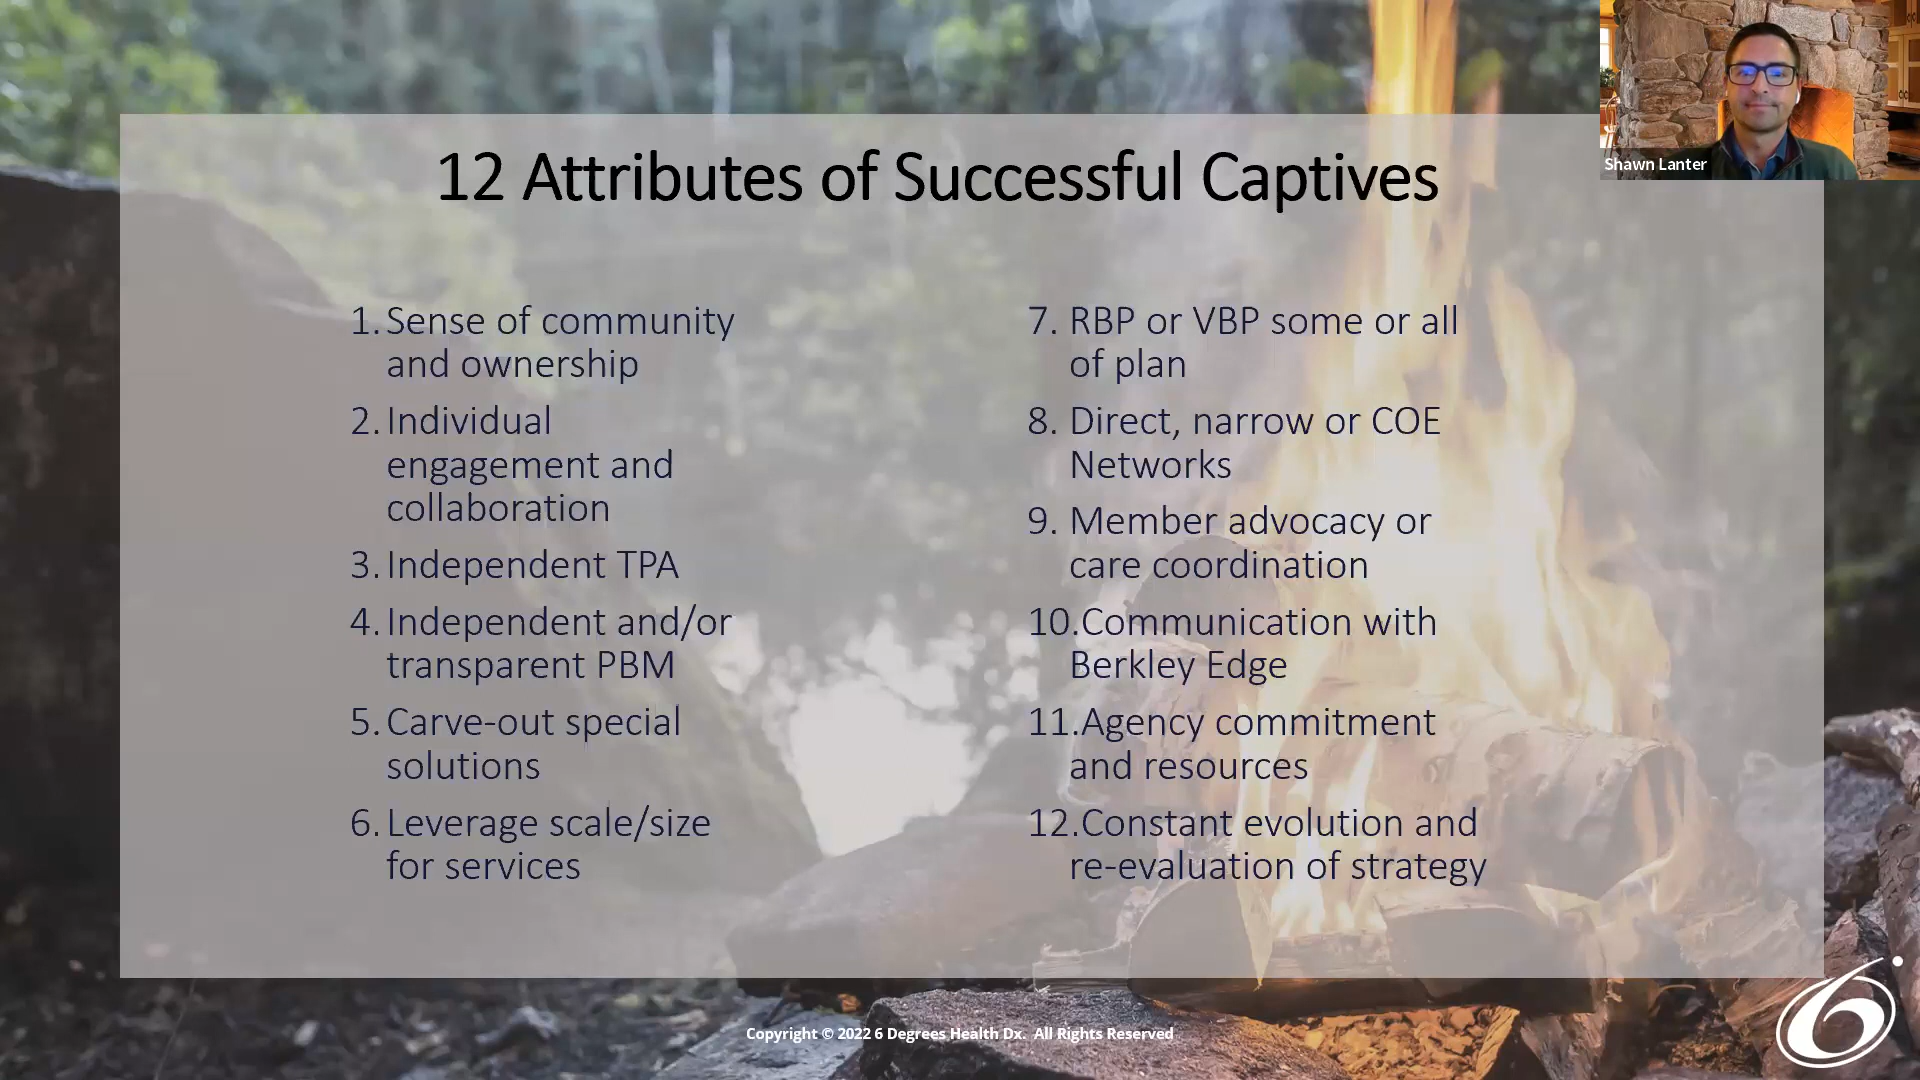 12 Attributes of Successful Captives
Shawn Lanter
1. Sense of community
and ownership
2. Individual
engagement and
collaboration
3. Independent TPA
4. Independent and/or
transparent PBM
5. Carve-out special
solutions
6. Leverage scale/size
for services
7. RBP or VBP some or all
of plan
8. Direct, narrow or COE
Networks
9. Member advocacy or
care coordination
10.Communication with
Berkley Edge
11.Agency commitment
and resources
12.Constant evolution and
re-evaluation of strategy
Copyright © 2022 6 Degrees Health Dx. All Rights Reserved
6